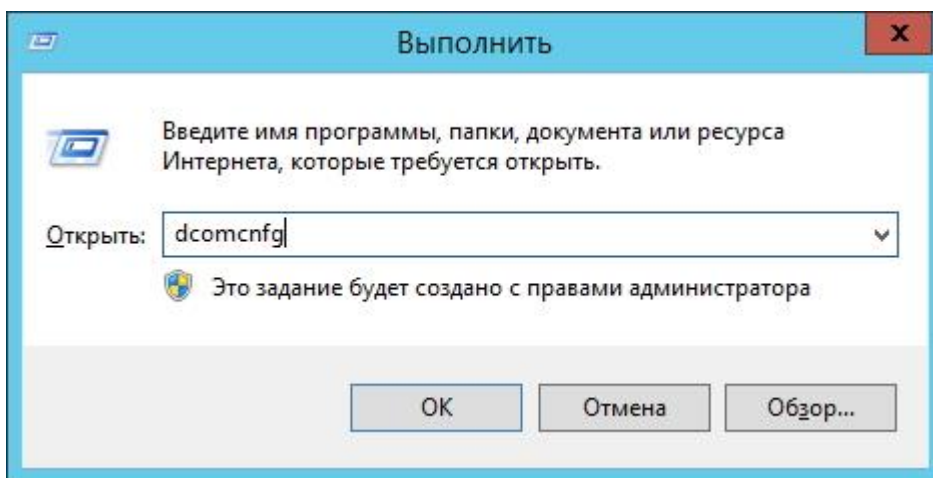 Выполнить
Введите имя программы, папки, документа или ресурса
Интернета, которые требуется открыть.
Открыть: dcomcnfg
Это задание будет создано с правами администратора
ОК Отмена Обзор...